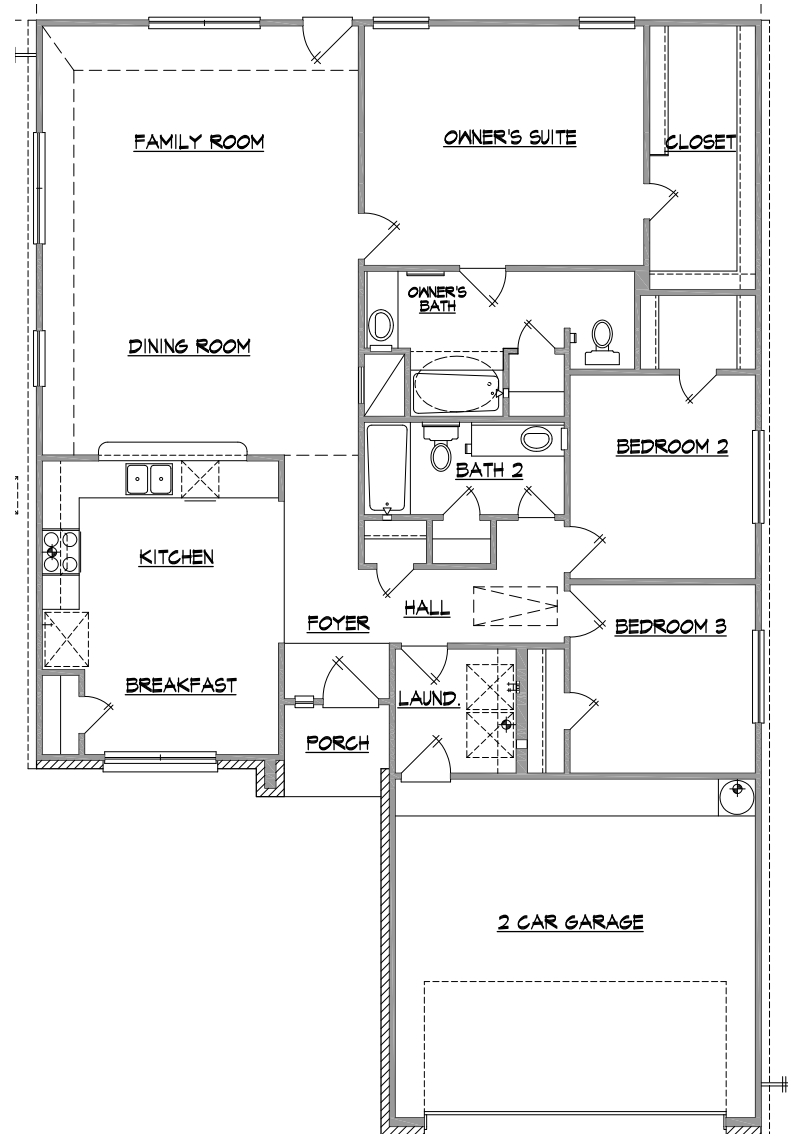 FAMILY ROOM
OWNER'S SUITE
CLOSET
OWNER'S
BATH
DINING ROOM
BEDROOM 2
BATH 2
KITCHEN
HALL
FOYER
BEDROOM 3
BREAKFAST
LAUND.
PORCH
2 CAR GARAGE